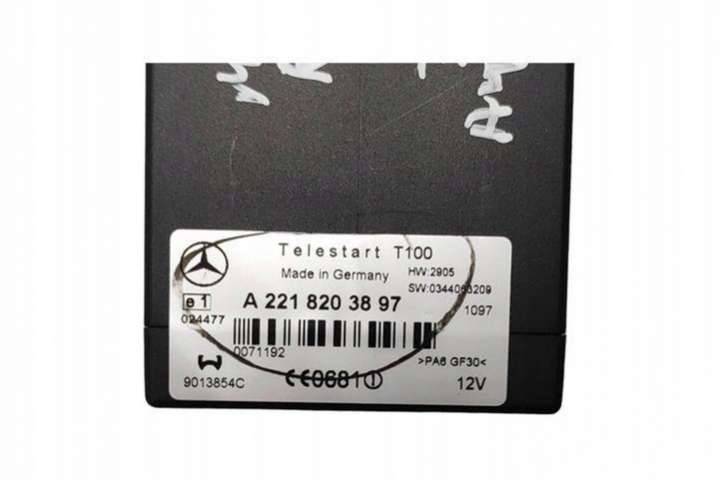 Telestart T100
Made in Germany
HW:2905
SW:0344063209
e1
A 221 820 38 97
1097
024477
0071192
>PA6 GF30<
9013854C
CE0681
12V